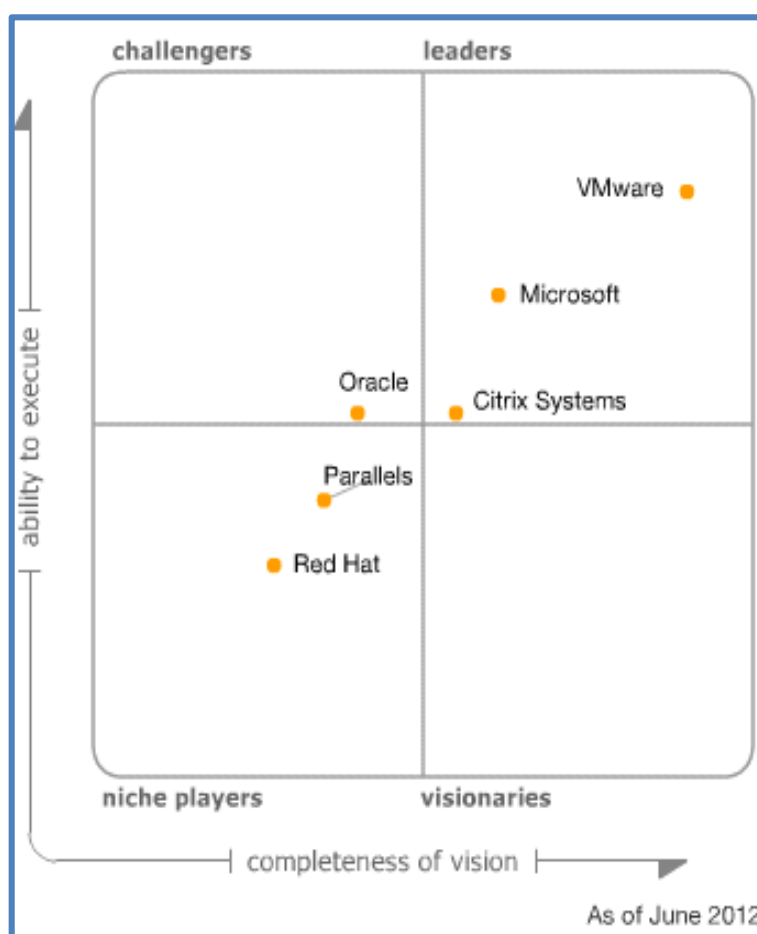 challengers
leaders
VMware
Microsoft
Oracle
Citrix Systems
Parallels
Red Hat
ability to execute
niche players
visionaries
completeness of vision
As of June 2012